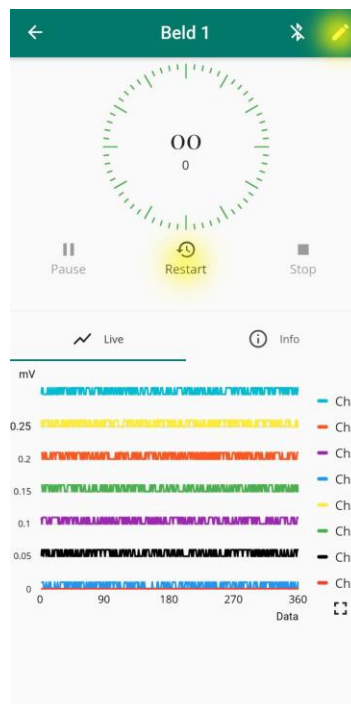 Beld 1
00
0
Pause Restart Stop
Live Info
mV
0.25
0.2
0.15
0.1
0.05
0
0 90 180 270 360
Data
Ch
Ch
Ch
Ch
Ch
Ch
Ch
Ch